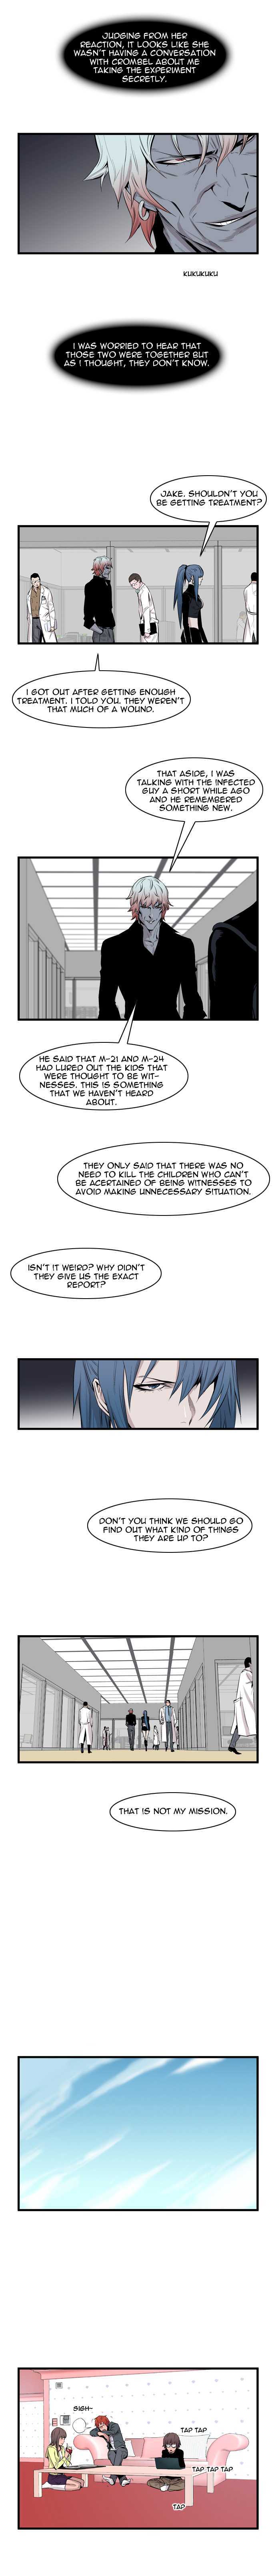 JUDGING FROM HER
REACTION, IT LOOKS LIKE SHE
WASN'T HAVING A CONVERSATION
WITH CROMBEL ABOUT ME
TAKING THE EXPERIMENT
SECRETLY.
KUKUKUKU
I WAS WORRIED TO HEAR THAT
THOSE TWO WERE TOGETHER BUT
AS I THOUGHT, THEY DON'T KNOW.
JAKE. SHOULDN'T YOU
BE GETTING TREATMENT?
I GOT OUT AFTER GETTING ENOUGH
TREATMENT. I TOLD YOU. THEY WEREN'T
THAT MUCH OF A WOUND.
THAT ASIDE, I WAS
TALKING WITH THE INFECTED
GUY A SHORT WHILE AGO
AND HE REMEMBERED
SOMETHING NEW.
HE SAID THAT M-21 AND M-24
HAD LURED OUT THE KIDS THAT
WERE THOUGHT TO BE WIT-
NESSES. THIS IS SOMETHING
THAT WE HAVEN'T HEARD
ABOUT.
THEY ONLY SAID THAT THERE WAS NO
NEED TO KILL THE CHILDREN WHO CAN'T
BE ACERTAINED OF BEING WITNESSES TO
AVOID MAKING UNNECESSARY SITUATION.
ISN'T IT WEIRD? WHY DIDN'T
THEY GIVE US THE EXACT
REPORT?
DON'T YOU THINK WE SHOULD GO
FIND OUT WHAT KIND OF THINGS
THEY ARE UP TO?
THAT IS NOT MY MISSION.
SIGH~
TAP TAP
TAP TAP TAP
TAP